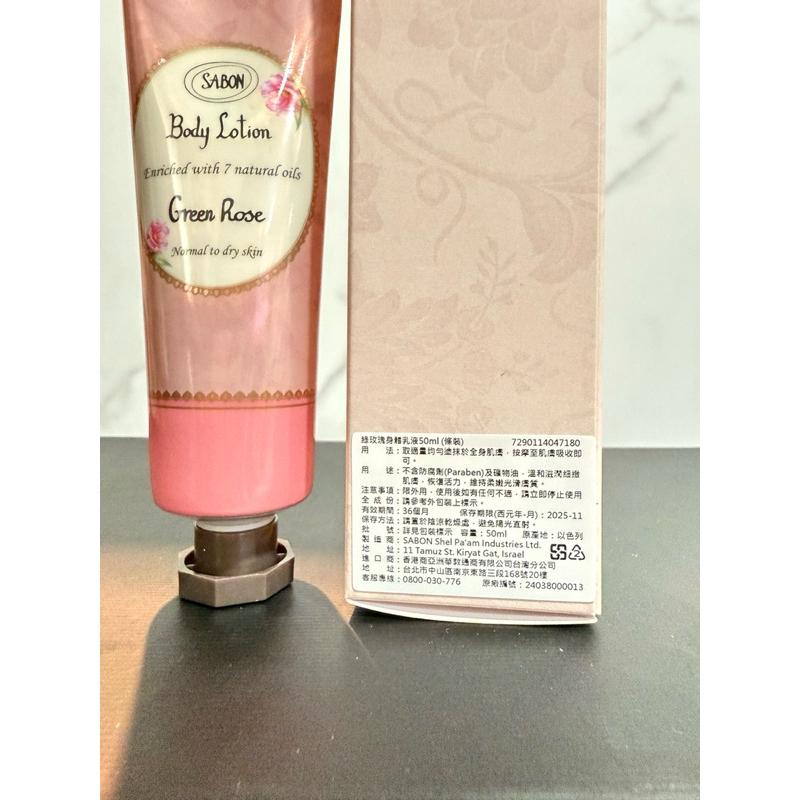 SABON
Body Lotion
Enriched with 7 natural oils
Green Rose
Normal to dry skin
綠玫瑰身體乳液50ml (條裝) 7290114047180
用 法：取適量均勻塗抹於全身肌膚，按摩至肌膚吸收即
可。
用 途：不含防腐劑(Paraben)及礦物油，溫和滋潤細緻
肌膚，恢復活力，維持柔嫩光滑膚質。
注意事項：限外用，使用後如有任何不適，請立即停止使用
全 成 份：請參考外包裝上標示。
有效期間：36個月 保存期限(西元年-月)：2025-11
保存方法：請置於陰涼乾燥處，避免陽光直射。
批 號：詳見包裝標示 容量：50ml 原產地：以色列
製 造 商：SABON Shel Pa'am Industries Ltd.
地 址：11 Tamuz St. Kiryat Gat, Israel
進 口 商：香港商亞洲華敦通商有限公司台灣分公司
地 址：台北市中山區南京東路三段168號20樓
客服專線：0800-030-776 原廠編號：24038000013